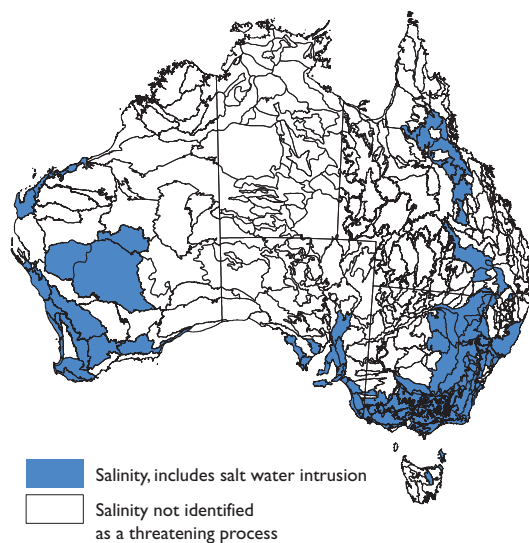 Salinity, includes salt water intrusion
Salinity not identified
as a threatening process